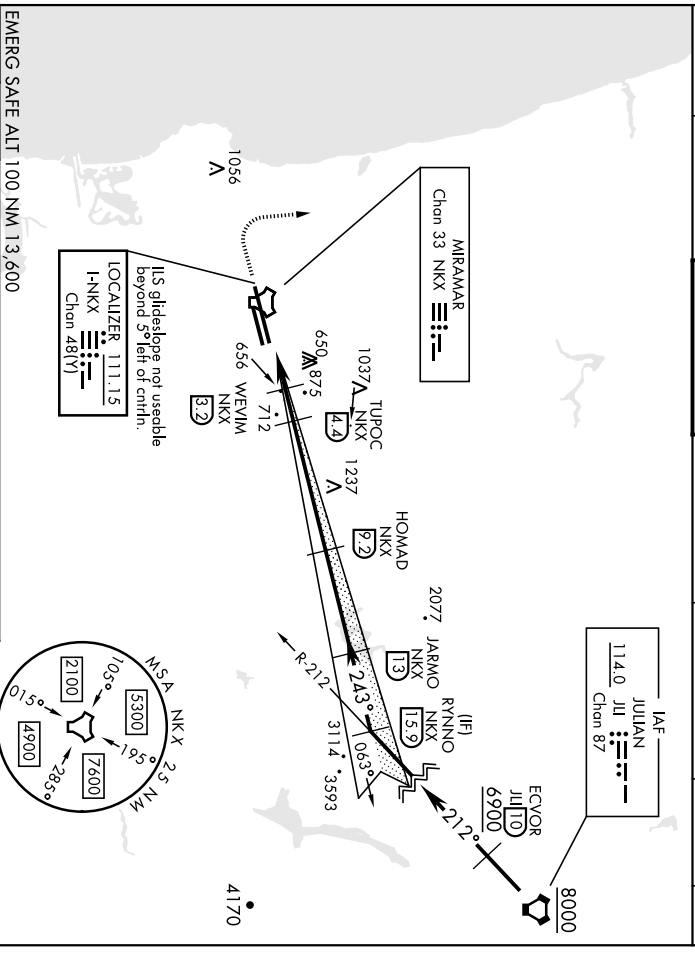 EMERG SAFE ALT 100 NM 13,600
IAF
JULIAN
114.0 JLI
Chan 87
8000
ECVOR
JLI 10
6900
212°
(IF)
RYNNO
NKX
15.9
JARMO
NKX
13
HOMAD
NKX
9.2
TUPOC
NKX
4.4
WEVIM
NKX
3.2
MIRAMAR
Chan 33 NKX
243°
063°
R-212
2077
3114
3593
4170
1237
1037
650
875
712
656
1056
ILS glideslope not useable
beyond 5° left of cntrln.
LOCALIZER 111.15
I-NKX
Chan 48(Y)
MSA NKX 25 NM
5300
2100
7600
4900
105°
195°
015°
285°